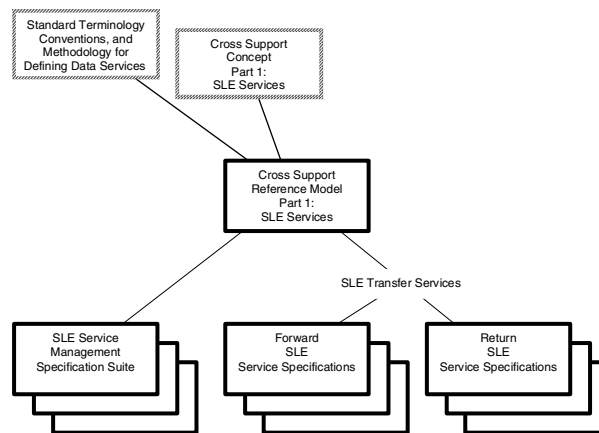 Standard Terminology
Conventions, and
Methodology for
Defining Data Services
Cross Support
Concept
Part 1:
SLE Services
Cross Support
Reference Model
Part 1:
SLE Services
SLE Transfer Services
SLE Service
Management
Specification Suite
Forward
SLE
Service Specifications
Return
SLE
Service Specifications